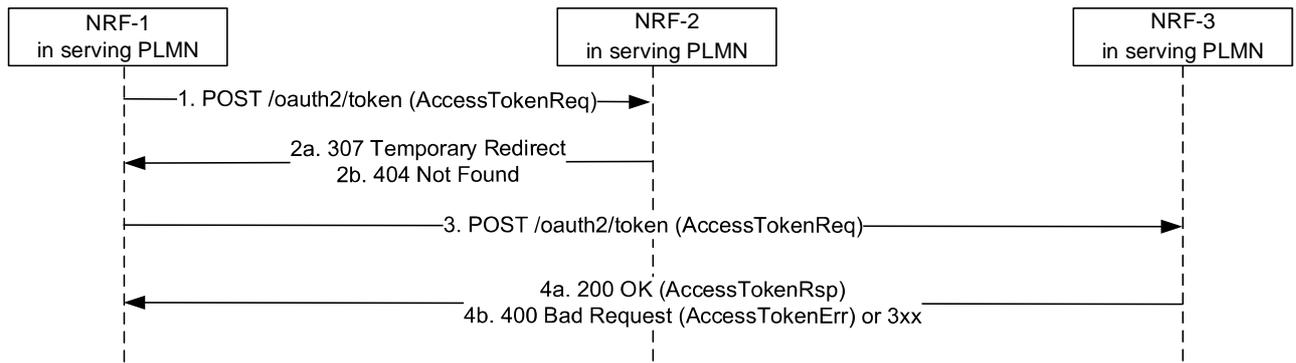 NRF-1
in serving PLMN
NRF-2
in serving PLMN
NRF-3
in serving PLMN
1. POST /oauth2/token (AccessTokenReq)
2a. 307 Temporary Redirect
2b. 404 Not Found
3. POST /oauth2/token (AccessTokenReq)
4a. 200 OK (AccessTokenRsp)
4b. 400 Bad Request (AccessTokenErr) or 3xx